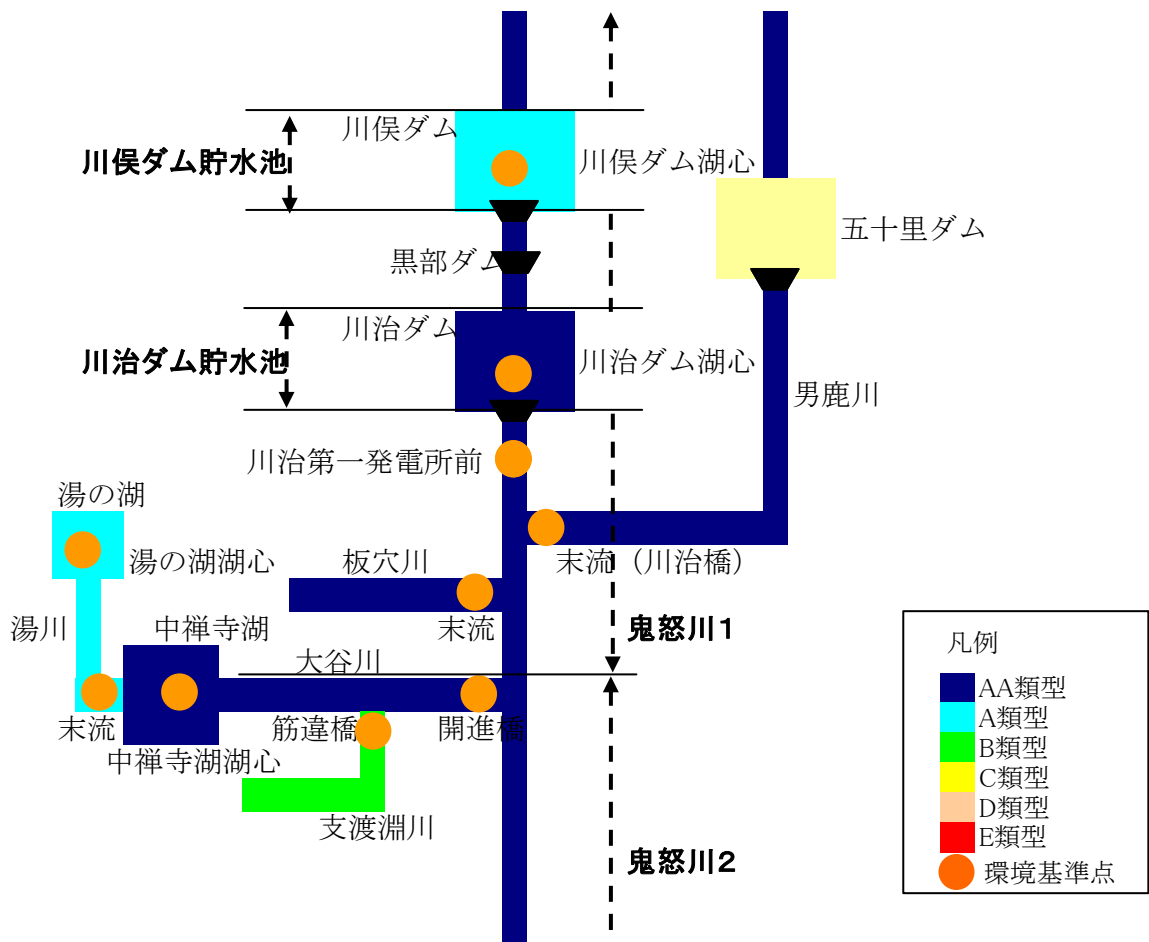 川俣ダム
川俣ダム貯水池
川俣ダム湖心
五十里ダム
黒部ダム
川治ダム
川治ダム貯水池
川治ダム湖心
男鹿川
川治第一発電所前
湯の湖
湯の湖湖心
板穴川
末流（川治橋）
湯川
中禅寺湖
末流
鬼怒川１
大谷川
末流
筋違橋
開進橋
中禅寺湖湖心
支渡淵川
鬼怒川２
凡例
AA類型
A類型
B類型
C類型
D類型
E類型
環境基準点